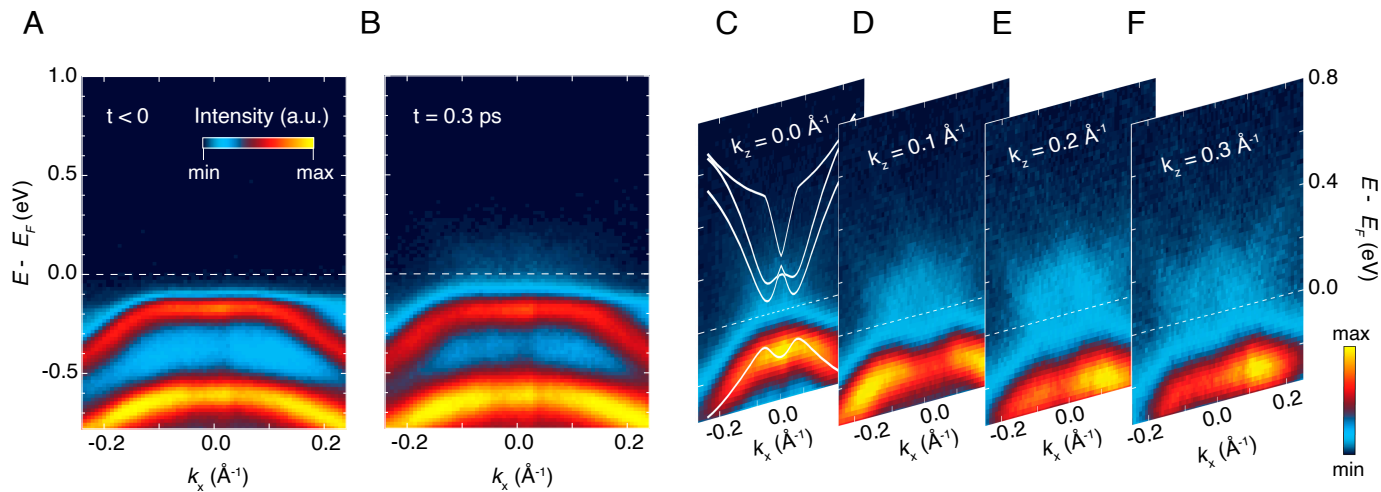 A
B
C
D
E
F
1.0
0.5
0.0
-0.5
E - E_F (eV)
t < 0
Intensity (a.u.)
min
max
-0.2
0.0
0.2
k_x (Å⁻¹)
t = 0.3 ps
-0.2
0.0
0.2
k_x (Å⁻¹)
k_z = 0.0 Å⁻¹
k_z = 0.1 Å⁻¹
k_z = 0.2 Å⁻¹
k_z = 0.3 Å⁻¹
0.8
0.4
0.0
E - E_F (eV)
max
min
-0.2
0.0
k_x (Å⁻¹)
-0.2
0.0
k_x (Å⁻¹)
-0.2
0.0
k_x (Å⁻¹)
-0.2
0.0
0.2
k_x (Å⁻¹)